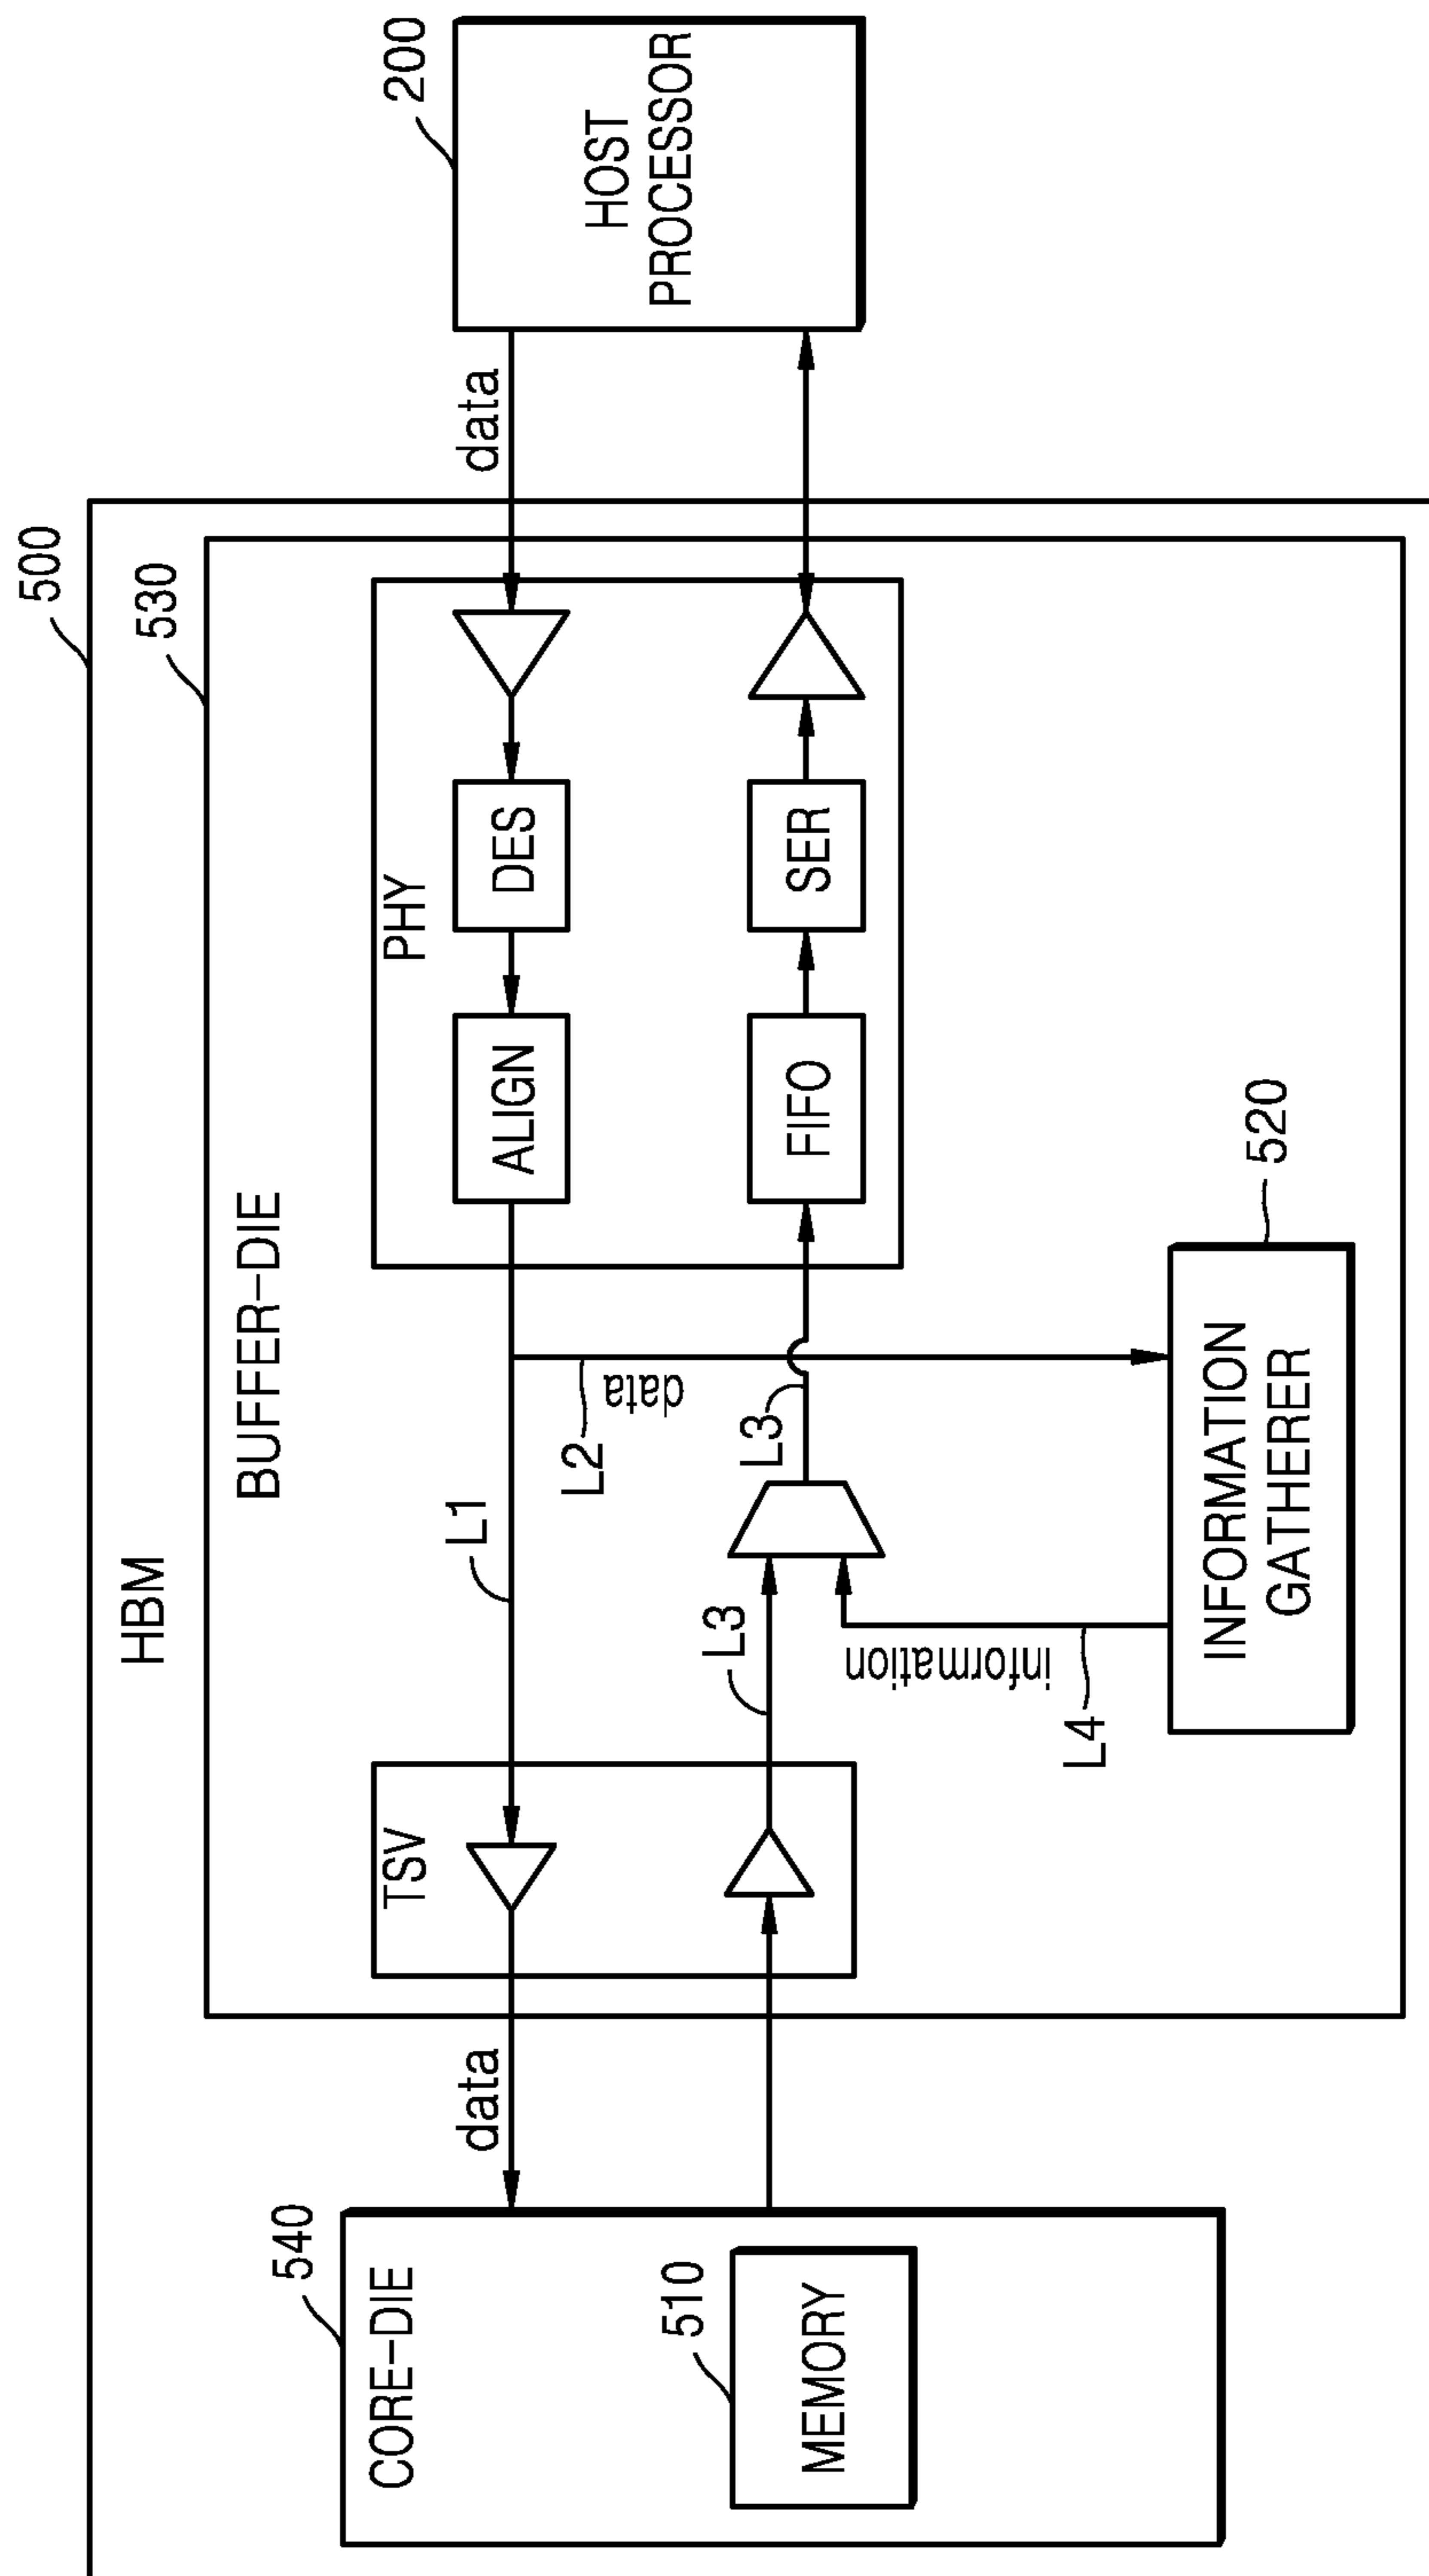 500
HBM
540
CORE-DIE
510
MEMORY
data
530
BUFFER-DIE
TSV
L1
L3
L2
data
L3
information
L4
PHY
ALIGN
DES
FIFO
SER
INFORMATION
GATHERER
520
data
200
HOST
PROCESSOR